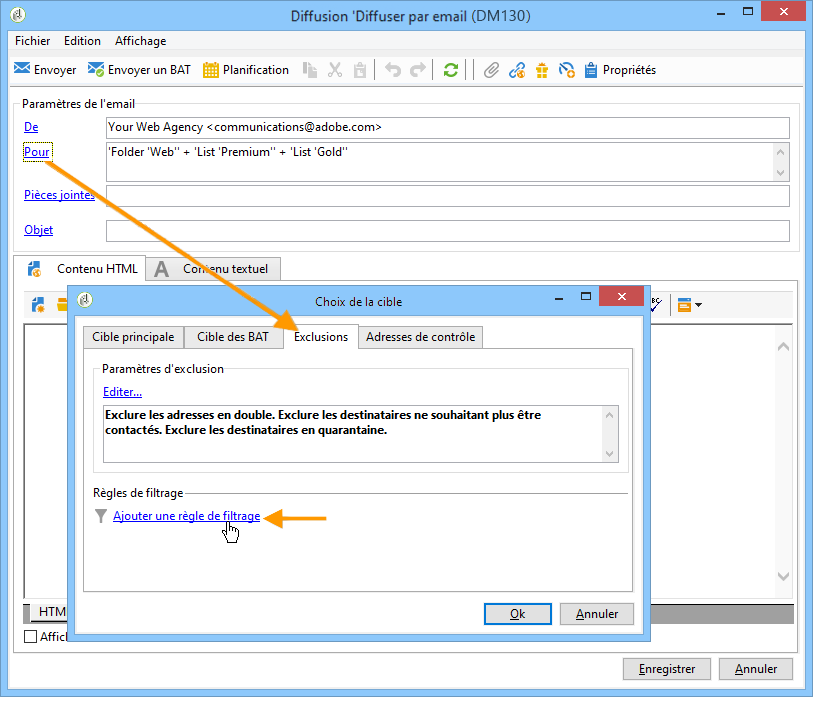 Diffusion 'Diffuser par email (DM130)
Fichier Edition Affichage
Envoyer Envoyer un BAT Planification Propriétés
Paramètres de l'email
De Your Web Agency <communications@adobe.com>
Pour 'Folder 'Web'' + 'List 'Premium'' + 'List 'Gold''
Pièces jointes
Objet
Contenu HTML A Contenu textuel
Choix de la cible
Cible principale Cible des BAT Exclusions Adresses de contrôle
Paramètres d'exclusion
Editer...
Exclure les adresses en double. Exclure les destinataires ne souhaitant plus être
contactés. Exclure les destinataires en quarantaine.
Règles de filtrage
Ajouter une règle de filtrage
HTM
Ok Annuler
Affich
Enregistrer Annuler